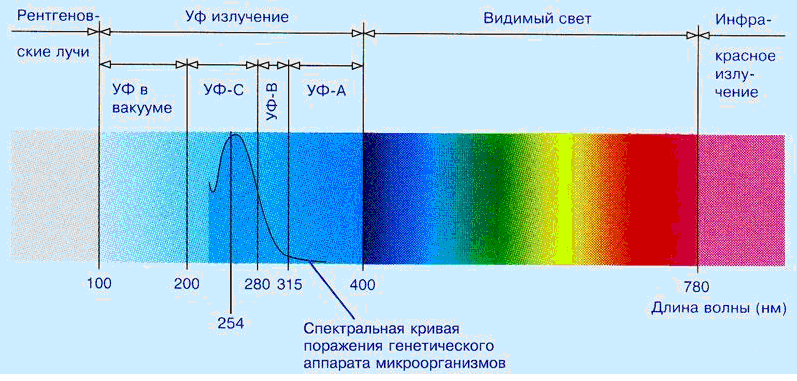 Рентгенов-
ские лучи
Уф излучение
Видимый свет
Инфра-
красное
излу-
чение
УФ в
вакууме
УФ-С
УФ-В
УФ-А
100
200
280
315
400
780
254
Длина волны (нм)
Спектральная кривая
поражения генетического
аппарата микроорганизмов